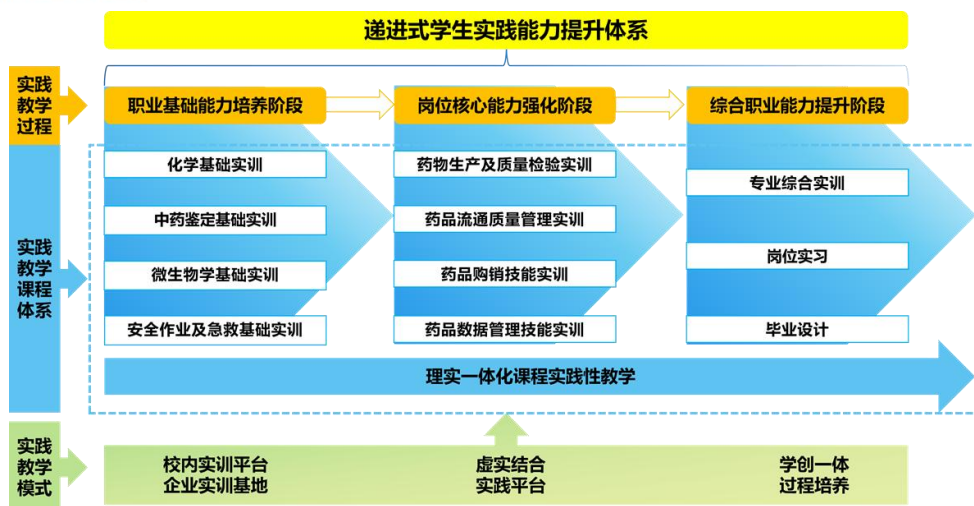 递进式学生实践能力提升体系
实践
教学
过程
职业基础能力培养阶段
岗位核心能力强化阶段
综合职业能力提升阶段
实践
教学
课程
体系
化学基础实训
中药鉴定基础实训
微生物学基础实训
安全作业及急救基础实训
药物生产及质量检验实训
药品流通质量管理实训
药品购销技能实训
药品数据管理技能实训
专业综合实训
岗位实习
毕业设计
理实一体化课程实践性教学
实践
教学
模式
校内实训平台
企业实训基地
虚实结合
实践平台
学创一体
过程培养